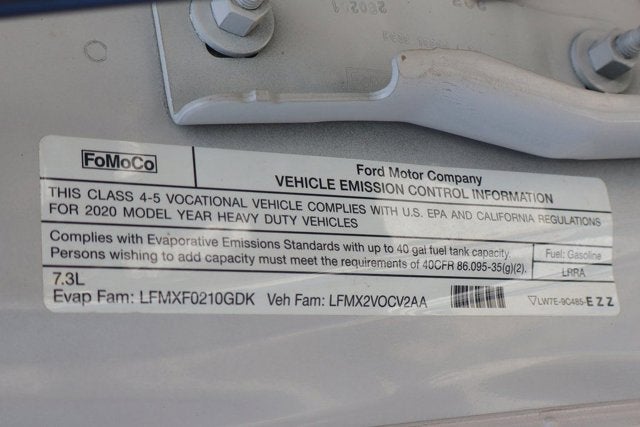 FoMoCo
Ford Motor Company
VEHICLE EMISSION CONTROL INFORMATION
THIS CLASS 4-5 VOCATIONAL VEHICLE COMPLIES WITH U.S. EPA AND CALIFORNIA REGULATIONS
FOR 2020 MODEL YEAR HEAVY DUTY VEHICLES
Complies with Evaporative Emissions Standards with up to 40 gal fuel tank capacity.
Persons wishing to add capacity must meet the requirements of 40CFR 86.095-35(g)(2).
Fuel: Gasoline
LRRA
7.3L
Evap Fam: LFMXF0210GDK Veh Fam: LFMX2VOCV2AA
LW7E-9C485-EZZ